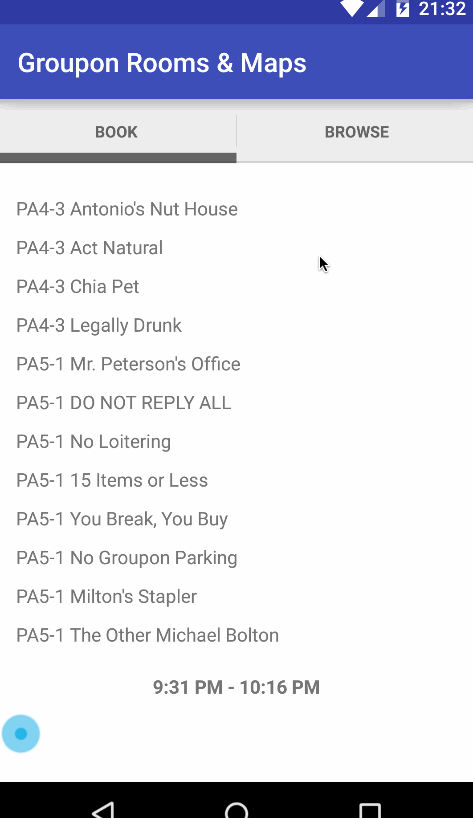 21:32
Groupon Rooms & Maps
BOOK BROWSE
PA4-3 Antonio's Nut House
PA4-3 Act Natural
PA4-3 Chia Pet
PA4-3 Legally Drunk
PA5-1 Mr. Peterson's Office
PA5-1 DO NOT REPLY ALL
PA5-1 No Loitering
PA5-1 15 Items or Less
PA5-1 You Break, You Buy
PA5-1 No Groupon Parking
PA5-1 Milton's Stapler
PA5-1 The Other Michael Bolton
9:31 PM - 10:16 PM